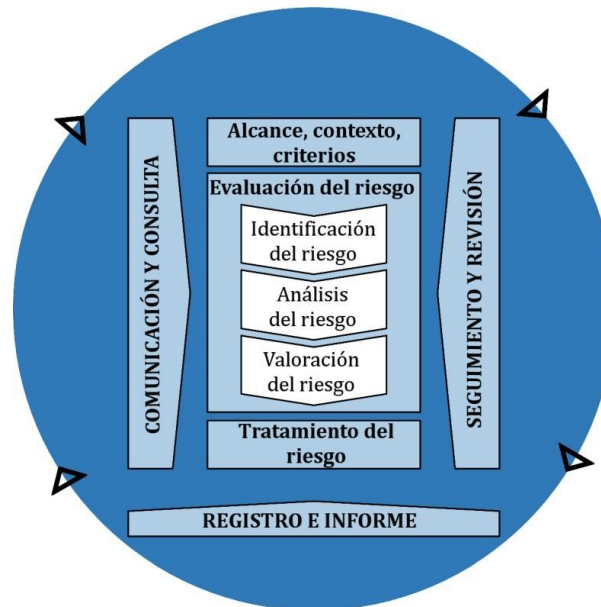 Alcance, contexto,
criterios
Evaluación del riesgo
Identificación
del riesgo
Análisis
del riesgo
Valoración
del riesgo
Tratamiento del
riesgo
COMUNICACIÓN Y CONSULTA
SEGUIMIENTO Y REVISIÓN
REGISTRO E INFORME